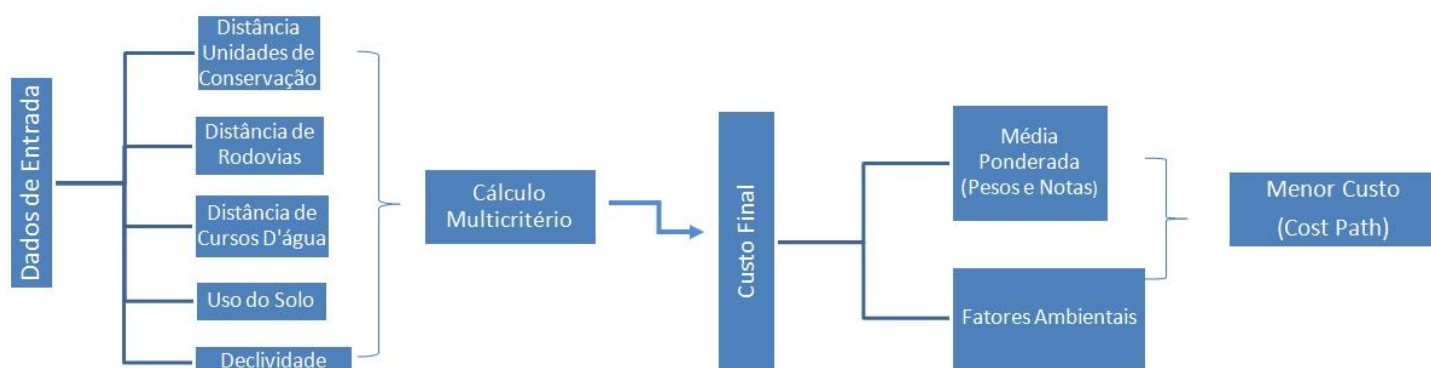 Dados de Entrada
Distância
Unidades de
Conservação
Distância de
Rodovias
Distância de
Cursos D'água
Uso do Solo
Declividade
Cálculo
Multicritério
Custo Final
Média
Ponderada
(Pesos e Notas)
Fatores Ambientais
Menor Custo
(Cost Path)